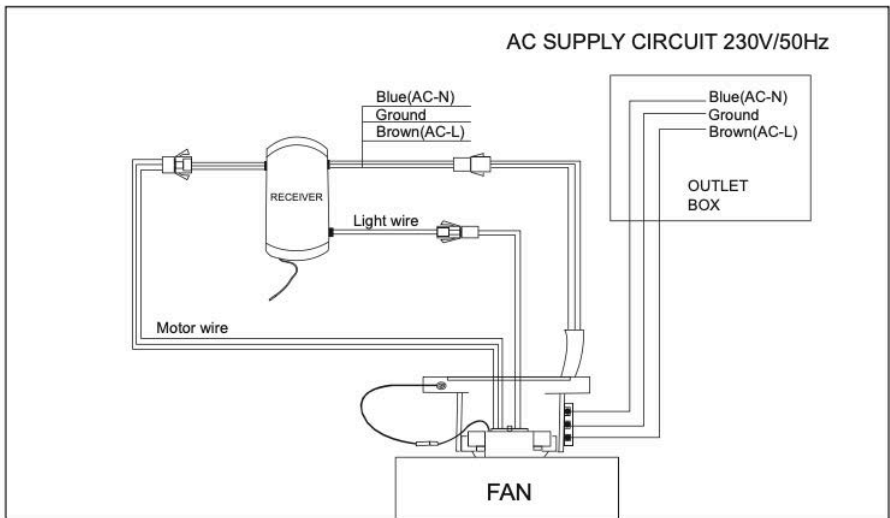 AC SUPPLY CIRCUIT 230V/50Hz
Blue(AC-N)
Ground
Brown(AC-L)
Blue(AC-N)
Ground
Brown(AC-L)
OUTLET
BOX
RECEIVER
Light wire
Motor wire
FAN